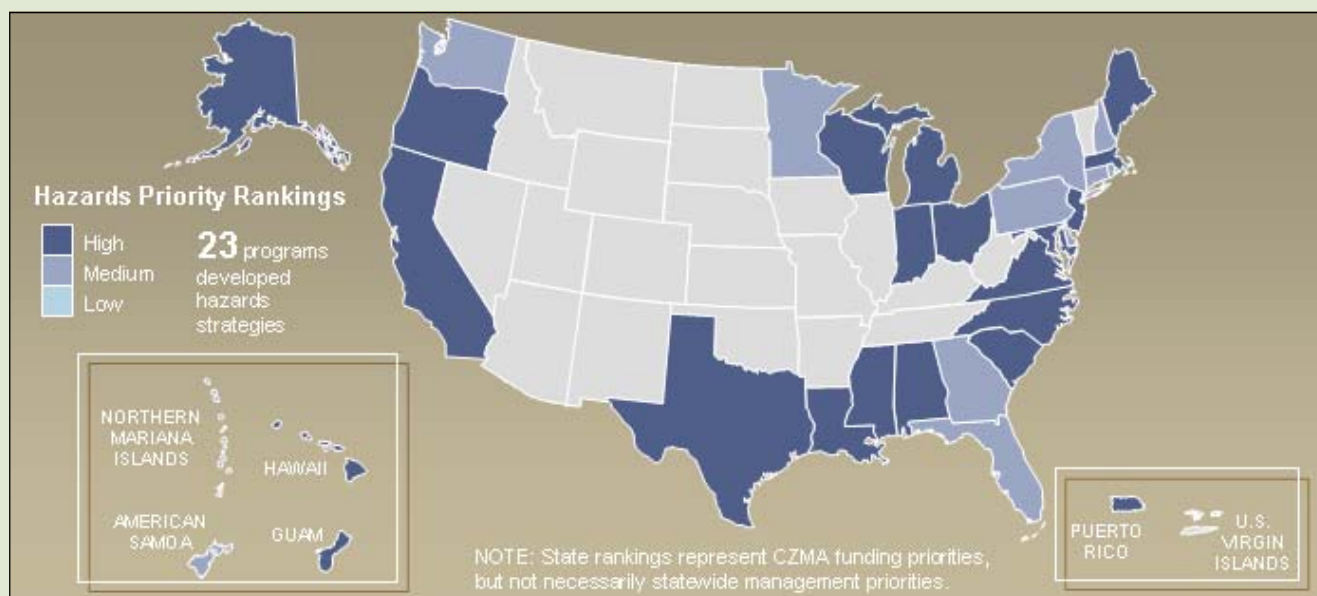 Hazards Priority Rankings
High
Medium
Low
23 programs
developed
hazards
strategies
NORTHERN
MARIANA
ISLANDS
HAWAII
AMERICAN
SAMOA
GUAM
NOTE: State rankings represent CZMA funding priorities,
but not necessarily statewide management priorities.
PUERTO
RICO
U.S.
VIRGIN
ISLANDS